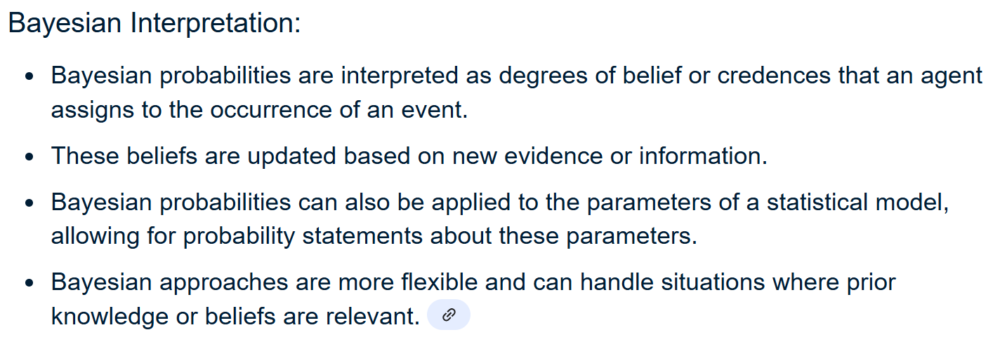 Bayesian Interpretation:
• Bayesian probabilities are interpreted as degrees of belief or credences that an agent
assigns to the occurrence of an event.
• These beliefs are updated based on new evidence or information.
• Bayesian probabilities can also be applied to the parameters of a statistical model,
allowing for probability statements about these parameters.
• Bayesian approaches are more flexible and can handle situations where prior
knowledge or beliefs are relevant.